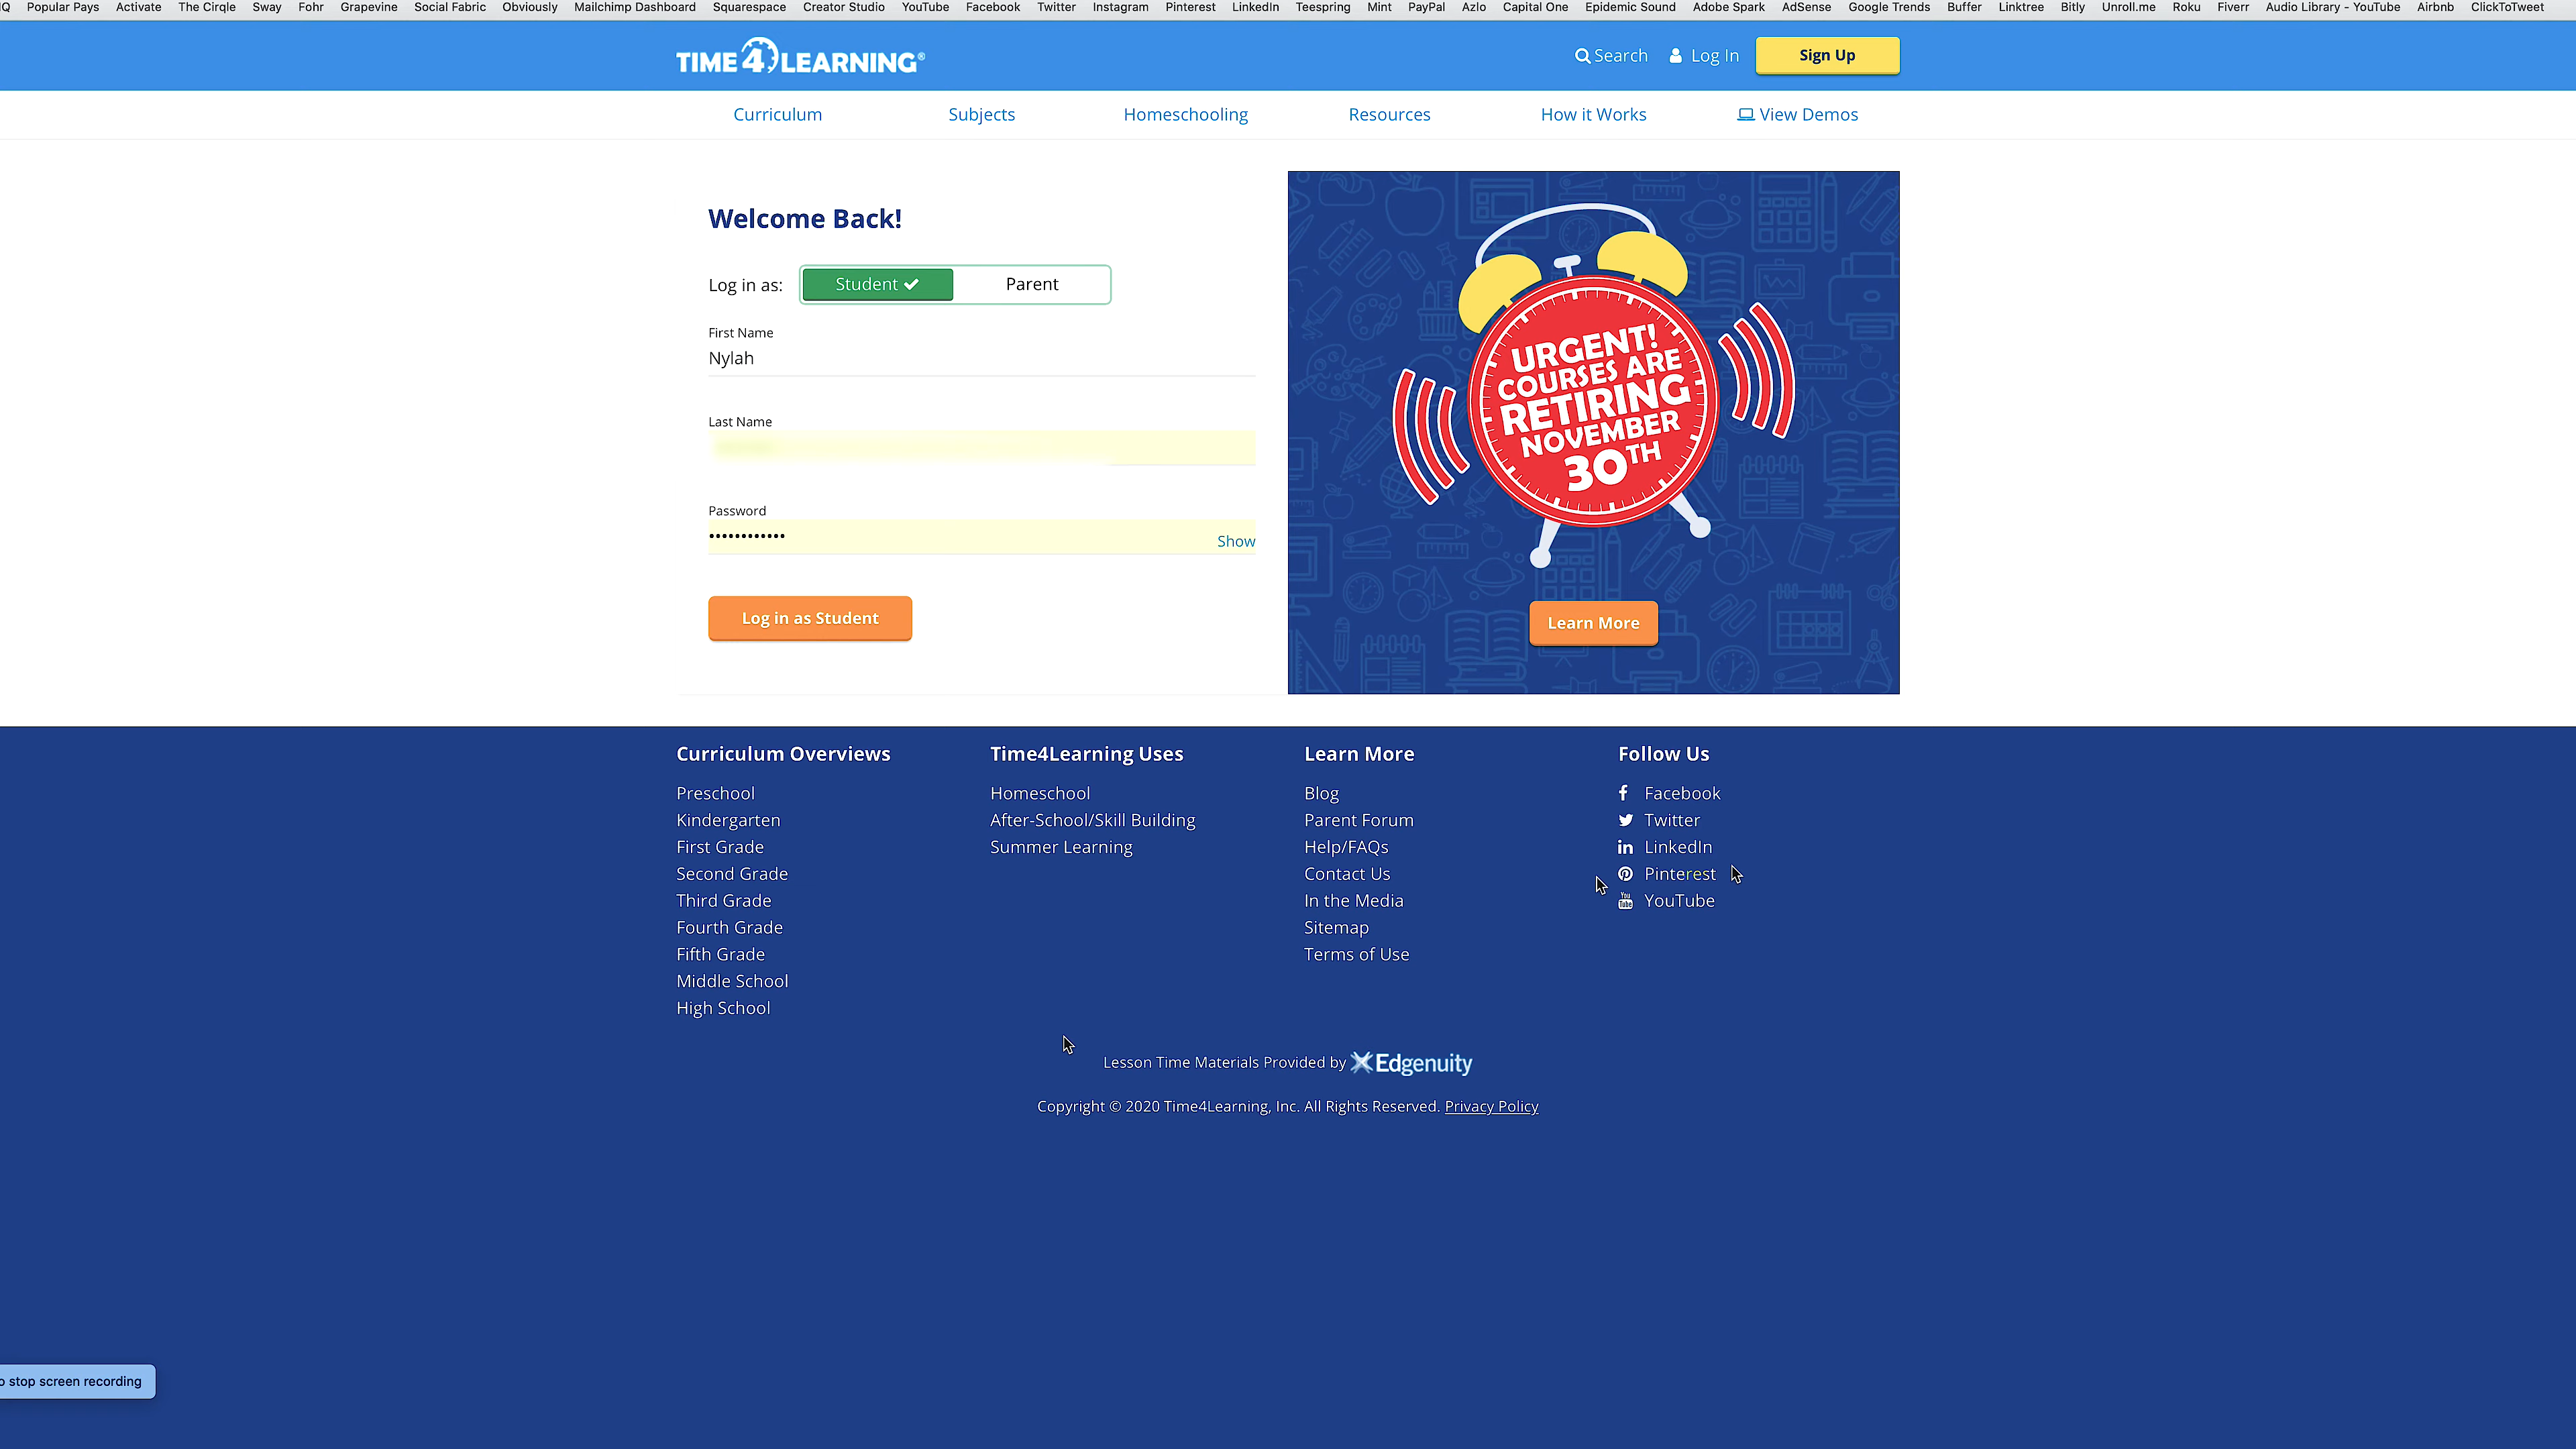 IQ Popular Pays Activate The Cirqle Sway Fohr Grapevine Social Fabric Obviously Mailchimp Dashboard Squarespace Creator Studio YouTube Facebook Twitter Instagram Pinterest LinkedIn Teespring Mint PayPal Azlo Capital One Epidemic Sound Adobe Spark AdSense Google Trends Buffer Linktree Bitly Unroll.me Roku Fiverr Audio Library - YouTube Airbnb ClickToTweet
TIME4LEARNING®
Search Log In Sign Up
Curriculum Subjects Homeschooling Resources How it Works View Demos
Welcome Back!
Log in as: Student Parent
First Name
Nylah
Last Name
Password
•••••••••••• Show
Log in as Student
URGENT!
COURSES ARE
RETIRING
NOVEMBER
30TH
Learn More
Curriculum Overviews
Preschool
Kindergarten
First Grade
Second Grade
Third Grade
Fourth Grade
Fifth Grade
Middle School
High School
Time4Learning Uses
Homeschool
After-School/Skill Building
Summer Learning
Learn More
Blog
Parent Forum
Help/FAQs
Contact Us
In the Media
Sitemap
Terms of Use
Follow Us
Facebook
Twitter
LinkedIn
Pinterest
YouTube
Lesson Time Materials Provided by Edgenuity
Copyright © 2020 Time4Learning, Inc. All Rights Reserved. Privacy Policy
o stop screen recording